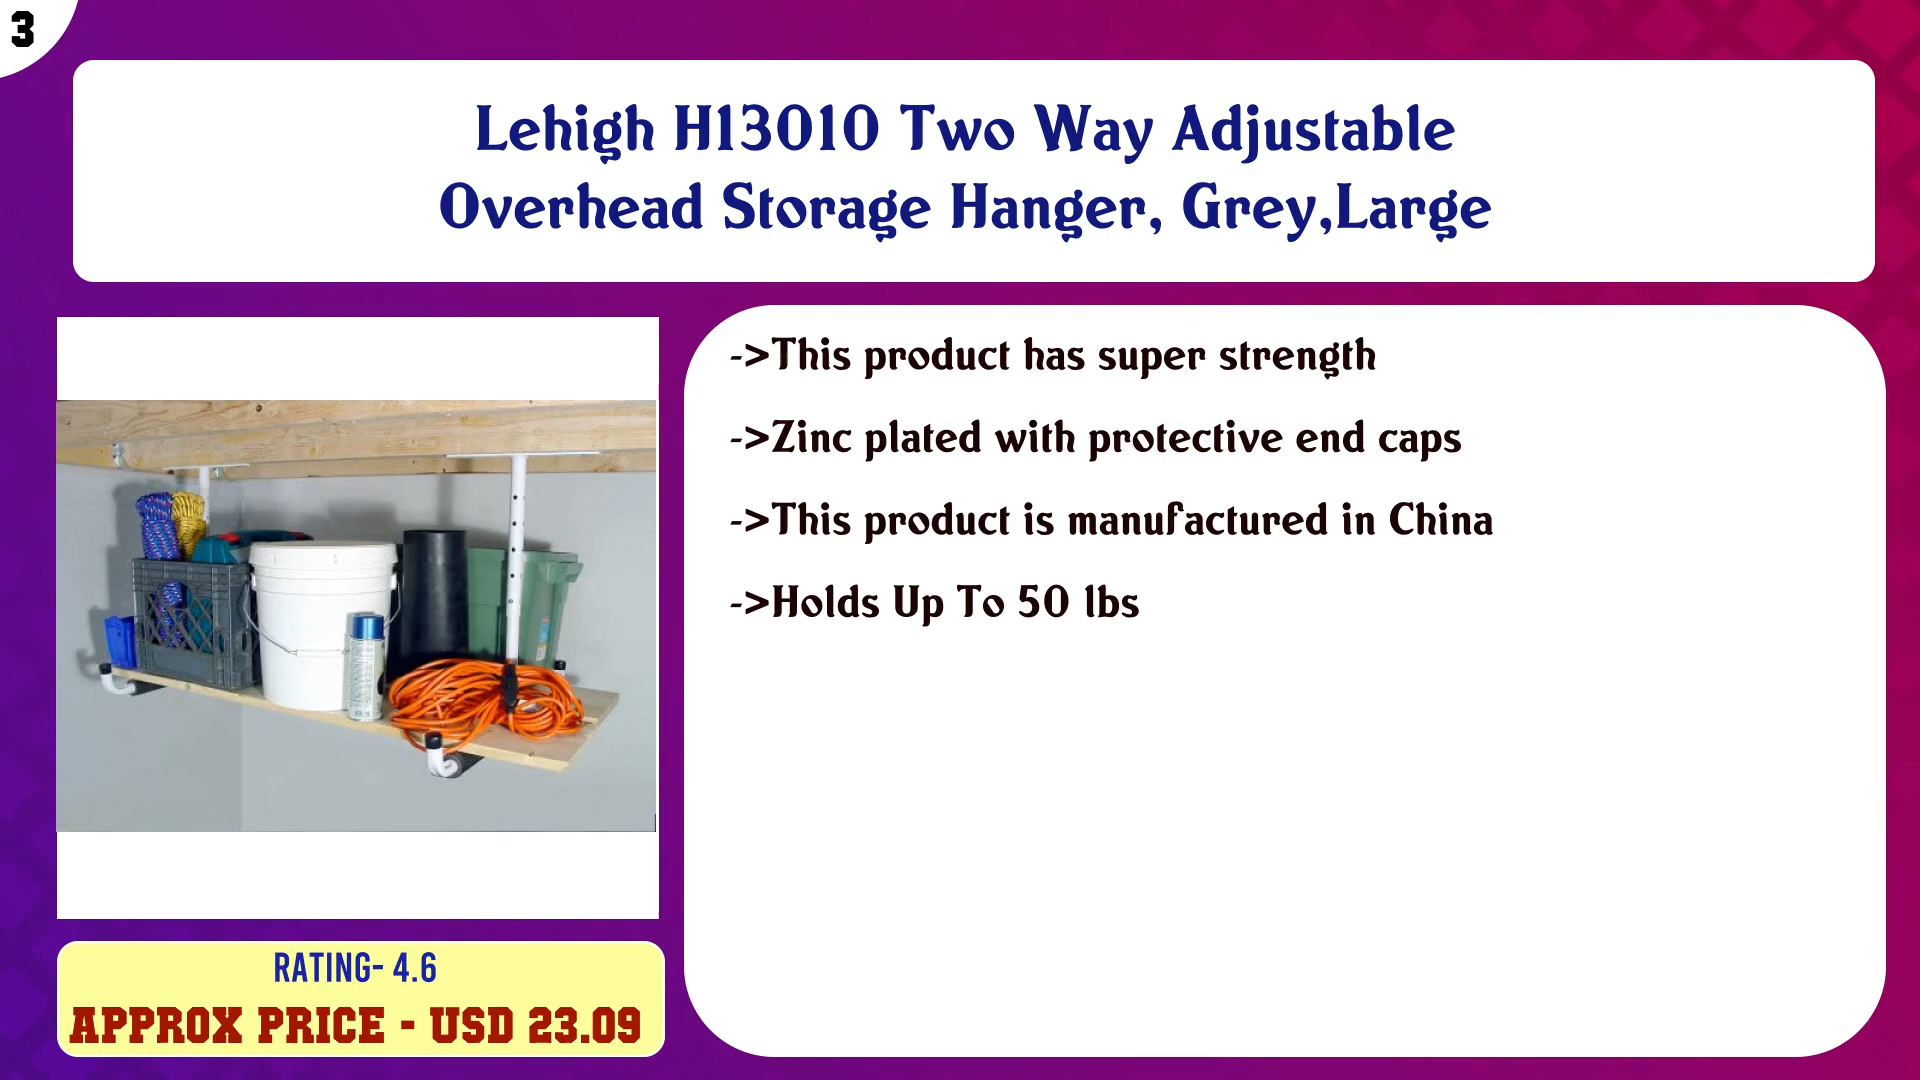 3
Lehigh H13010 Two Way Adjustable
Overhead Storage Hanger, Grey,Large
->This product has super strength
->Zinc plated with protective end caps
->This product is manufactured in China
->Holds Up To 50 lbs
RATING- 4.6
APPROX PRICE - USD 23.09